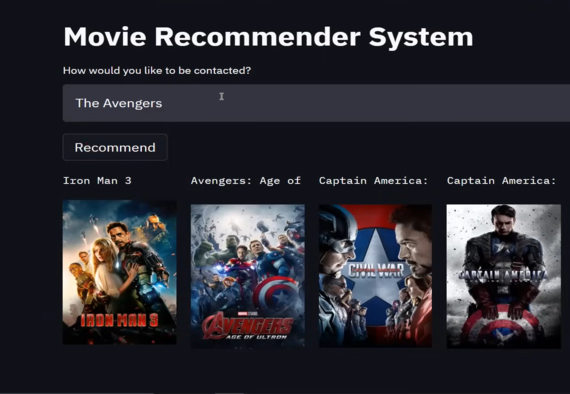 Movie Recommender System
How would you like to be contacted?
The Avengers
Recommend
Iron Man 3 Avengers: Age of Captain America: Captain America:
IRON MAN 3
AVENGERS
AGE OF ULTRON
CIVIL WAR
CAPTAIN AMERICA